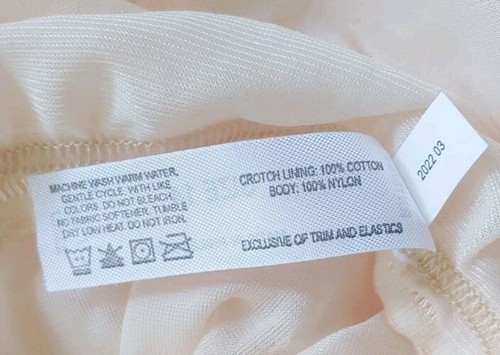 MACHINE WASH WARM WATER,
GENTLE CYCLE. WITH LIKE
COLORS. DO NOT BLEACH.
NO FABRIC SOFTENER. TUMBLE
DRY LOW HEAT. DO NOT IRON.
CROTCH LINING: 100% COTTON
BODY: 100% NYLON
EXCLUSIVE OF TRIM AND ELASTICS
2022 03